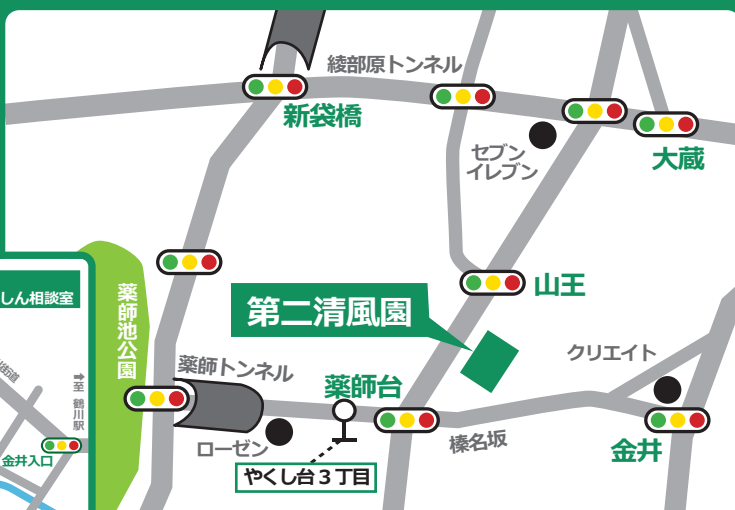 綾部原トンネル
新袋橋
セブン
イレブン
大蔵
しん相談室
薬師池公園
山王
第二清風園
クリエイト
薬師トンネル
薬師台
➡至 鶴川駅
ローゼン
榛名坂
金井
金井入口
やくし台3丁目